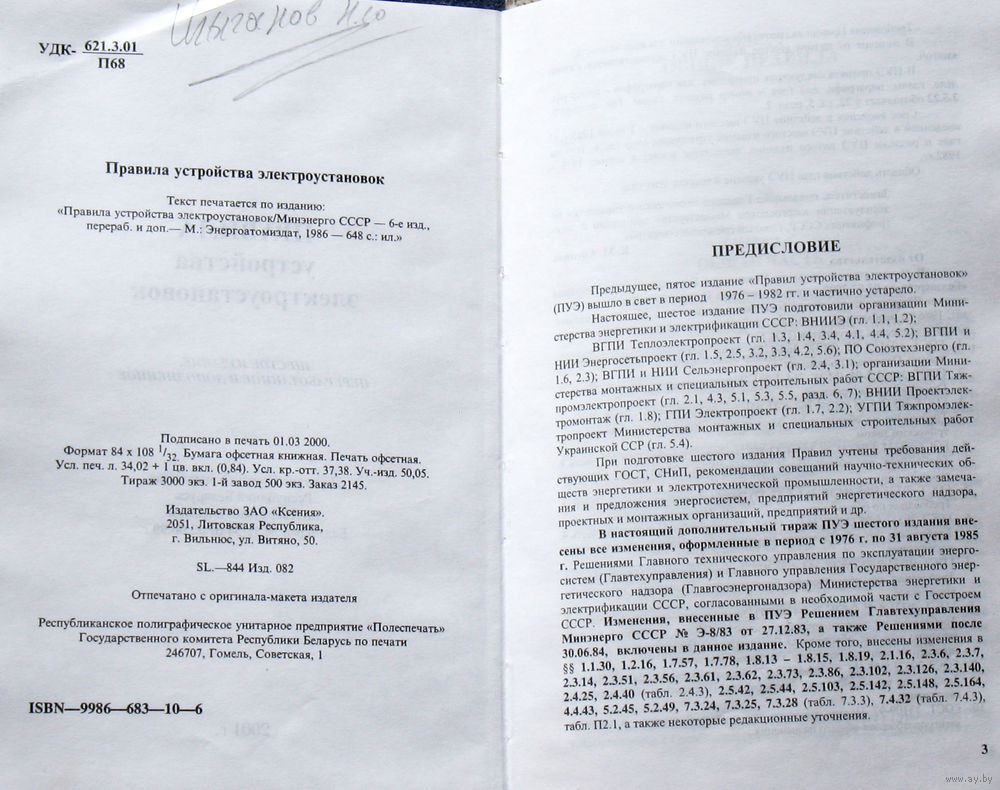 Цыганов
УДК- 621.3.01
П68
Правила устройства электроустановок
Текст печатается по изданию:
«Правила устройства электроустановок/Минэнерго СССР — 6-е изд.,
перераб. и доп.— М.: Энергоатомиздат, 1986 — 648 с.: ил.»
Подписано в печать 01.03 2000.
Формат 84 х 108 1/32. Бумага офсетная книжная. Печать офсетная.
Усл. печ. л. 34,02 + 1 цв. вкл. (0,84). Усл. кр.-отт. 37,38. Уч.-изд. 50,05.
Тираж 3000 экз. 1-й завод 500 экз. Заказ 2145.
Издательство ЗАО «Ксения».
2051, Литовская Республика,
г. Вильнюс, ул. Витяно, 50.
SL.—844 Изд. 082
Отпечатано с оригинала-макета издателя
Республиканское полиграфическое унитарное предприятие «Полеспечать»
Государственного комитета Республики Беларусь по печати
246707, Гомель, Советская, 1
ISBN—9986—683—10—6
ПРЕДИСЛОВИЕ
Предыдущее, пятое издание «Правил устройства электроустановок»
(ПУЭ) вышло в свет в период 1976 – 1982 гг. и частично устарело.
Настоящее, шестое издание ПУЭ подготовили организации Мини-
стерства энергетики и электрификации СССР: ВНИИЭ (гл. 1.1, 1.2);
ВГПИ Теплоэлектропроект (гл. 1.3, 1.4, 3.4, 4.1, 4.4, 5.2); ВГПИ и
НИИ Энергосетьпроект (гл. 1.5, 2.5, 3.2, 3.3, 4.2, 5.6); ПО Союзтехэнерго (гл.
1.6, 2.3); ВГПИ и НИИ Сельэнергопроект (гл. 2.4, 3.1); организации Мини-
стерства монтажных и специальных строительных работ СССР: ВГПИ Тяж-
промэлектропроект (гл. 2.1, 4.3, 5.1, 5.3, 5.5, разд. 6, 7); ВНИИ Проектэлек-
тромонтаж (гл. 1.8); ГПИ Электропроект (гл. 1.7, 2.2); УГПИ Тяжпромэлек-
тропроект Министерства монтажных и специальных строительных работ
Украинской ССР (гл. 5.4).
При подготовке шестого издания Правил учтены требования дей-
ствующих ГОСТ, СНиП, рекомендации совещаний научно-технических об-
ществ энергетики и электротехнической промышленности, а также замеча-
ния и предложения энергосистем, предприятий энергетического надзора,
проектных и монтажных организаций, предприятий и др.
В настоящий дополнительный тираж ПУЭ шестого издания вне-
сены все изменения, оформленные в период с 1976 г. по 31 августа 1985
г. Решениями Главного технического управления по эксплуатации энерго-
систем (Главтехуправления) и Главного управления Государственного энер-
гетического надзора (Главгосэнергонадзора) Министерства энергетики и
электрификации СССР, согласованными в необходимой части с Госстроем
СССР. Изменения, внесенные в ПУЭ Решением Главтехуправления
Минэнерго СССР № Э-8/83 от 27.12.83, а также Решениями после
30.06.84, включены в данное издание. Кроме того, внесены изменения в
§§ 1.1.30, 1.2.16, 1.7.57, 1.7.78, 1.8.13 – 1.8.15, 1.8.19, 2.1.16, 2.3.6, 2.3.7,
2.3.14, 2.3.51, 2.3.56, 2.3.61, 2.3.62, 2.3.73, 2.3.86, 2.3.102, 2.3.126, 2.3.140,
2.4.25, 2.4.40 (табл. 2.4.3), 2.5.42, 2.5.44, 2.5.103, 2.5.142, 2.5.148, 2.5.164,
4.4.43, 5.2.45, 5.2.49, 7.3.24, 7.3.25, 7.3.28 (табл. 7.3.3), 7.4.32 (табл. 7.4.3),
табл. П2.1, а также некоторые редакционные уточнения.
3
www.ay.by